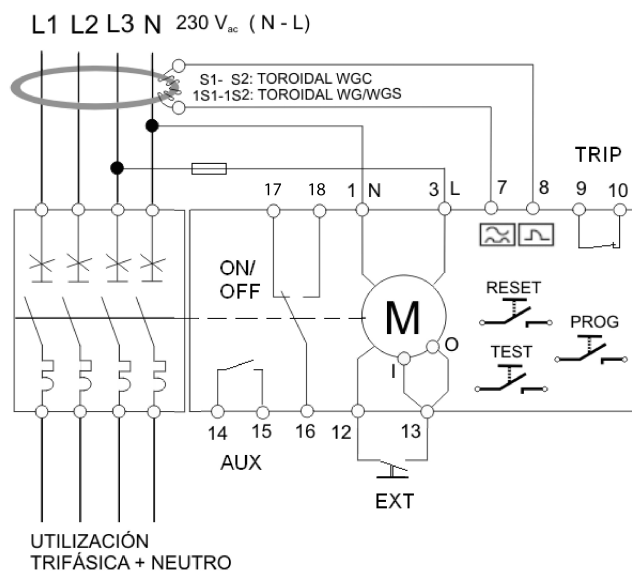 L1 L2 L3 N 230 Vac ( N - L )
S1- S2: TOROIDAL WGC
1S1-1S2: TOROIDAL WG/WGS
TRIP
17 18 1 N 3 L 7 8 9 10
ON/
OFF
M
I O
RESET
PROG
TEST
14 15 16 12 13
AUX
EXT
UTILIZACIÓN
TRIFÁSICA + NEUTRO